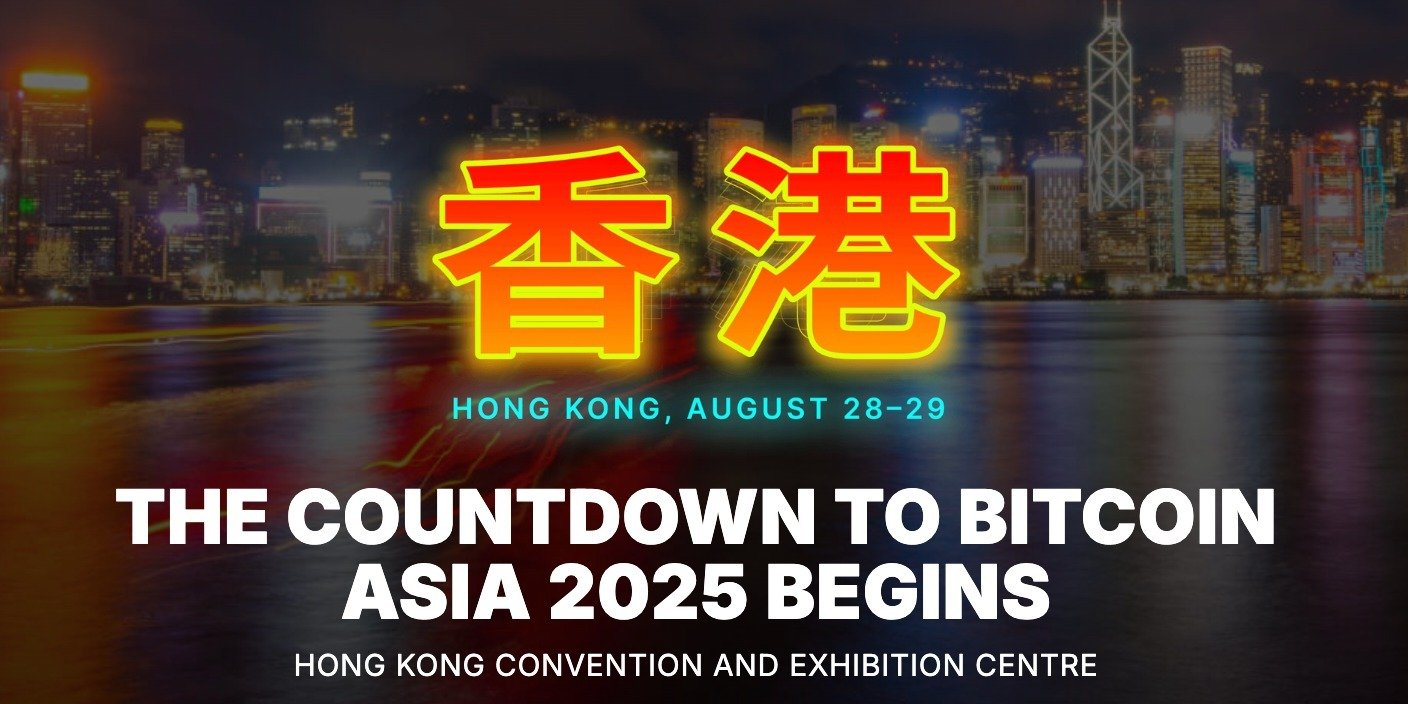 香港
HONG KONG, AUGUST 28–29
THE COUNTDOWN TO BITCOIN
ASIA 2025 BEGINS
HONG KONG CONVENTION AND EXHIBITION CENTRE